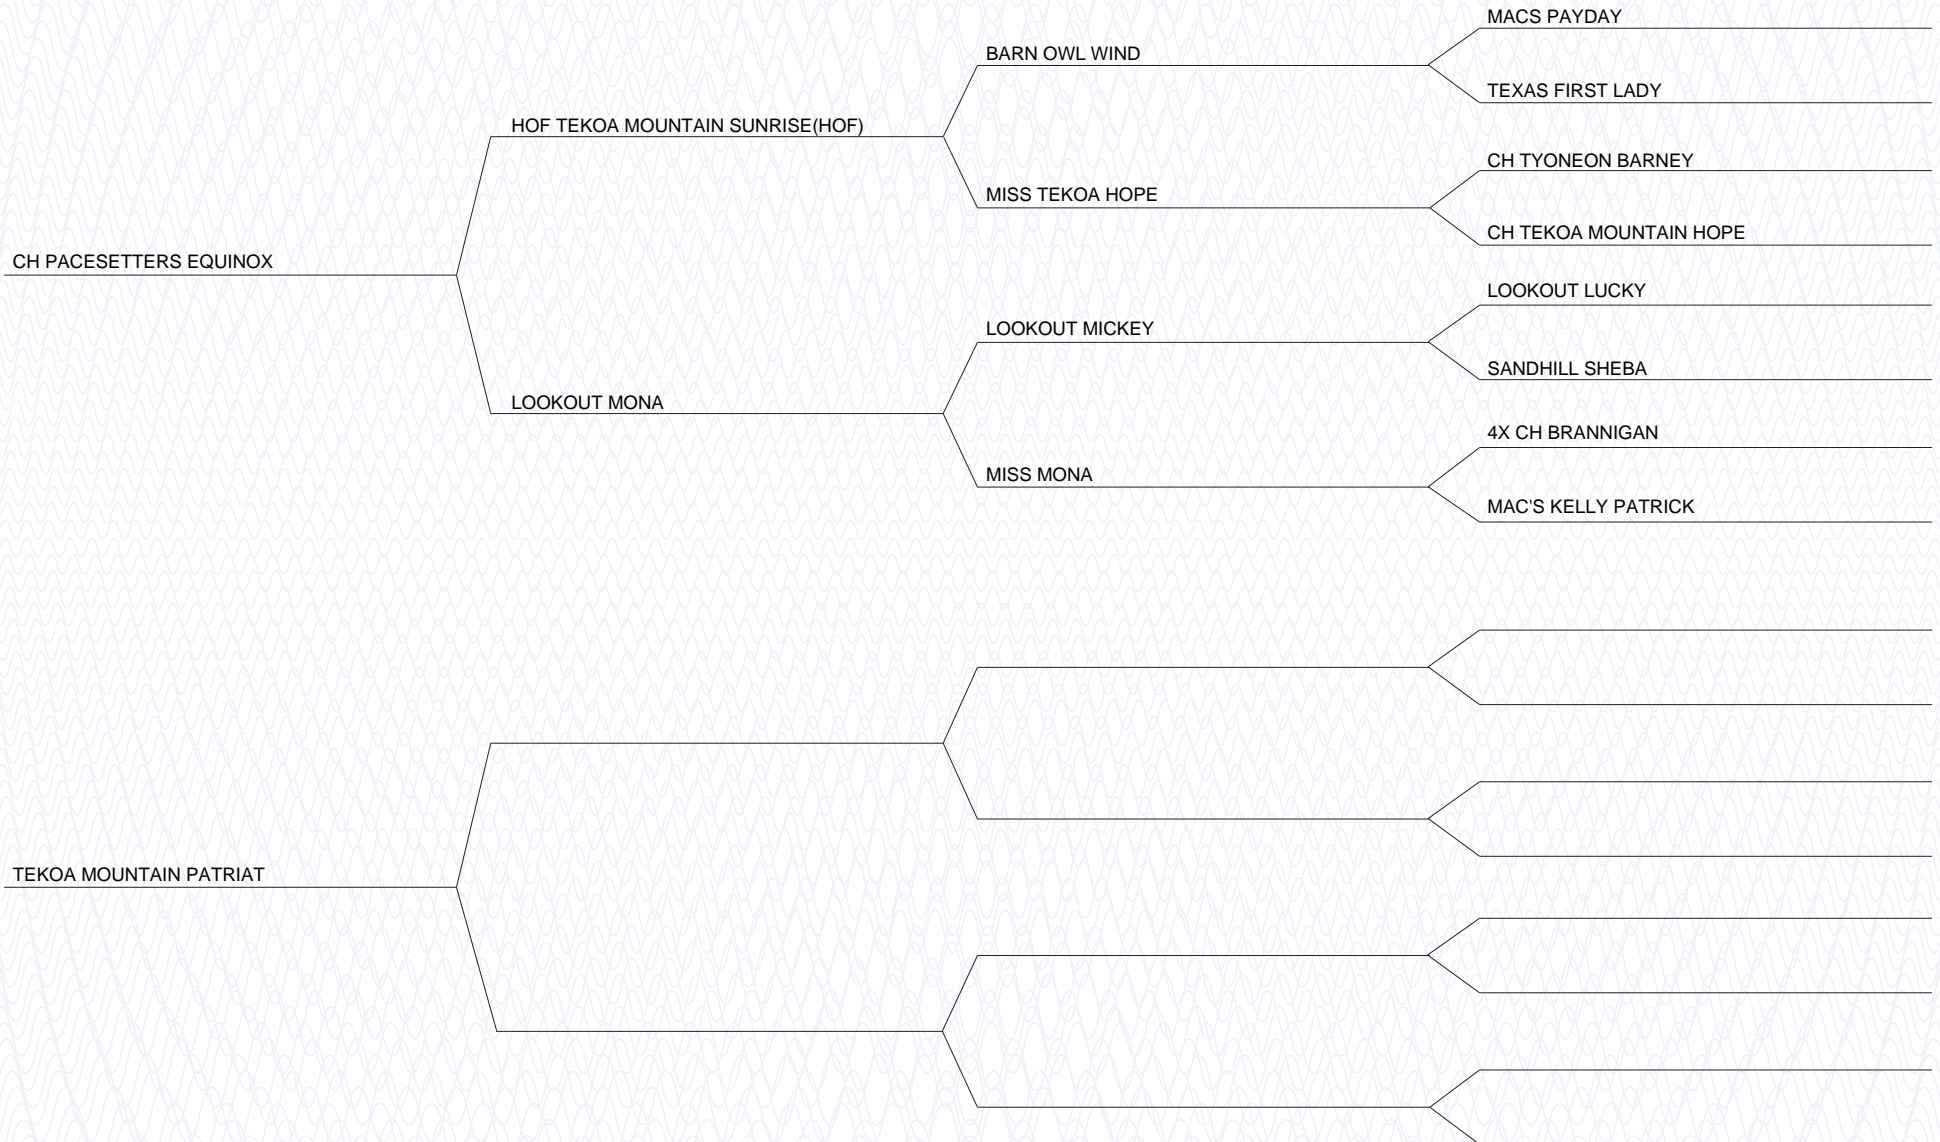 MACS PAYDAY
BARN OWL WIND
TEXAS FIRST LADY
HOF TEKOA MOUNTAIN SUNRISE(HOF)
CH TYONEON BARNEY
MISS TEKOA HOPE
CH TEKOA MOUNTAIN HOPE
CH PACESETTERS EQUINOX
LOOKOUT LUCKY
LOOKOUT MICKEY
SANDHILL SHEBA
LOOKOUT MONA
4X CH BRANNIGAN
MISS MONA
MAC'S KELLY PATRICK
TEKOA MOUNTAIN PATRIAT